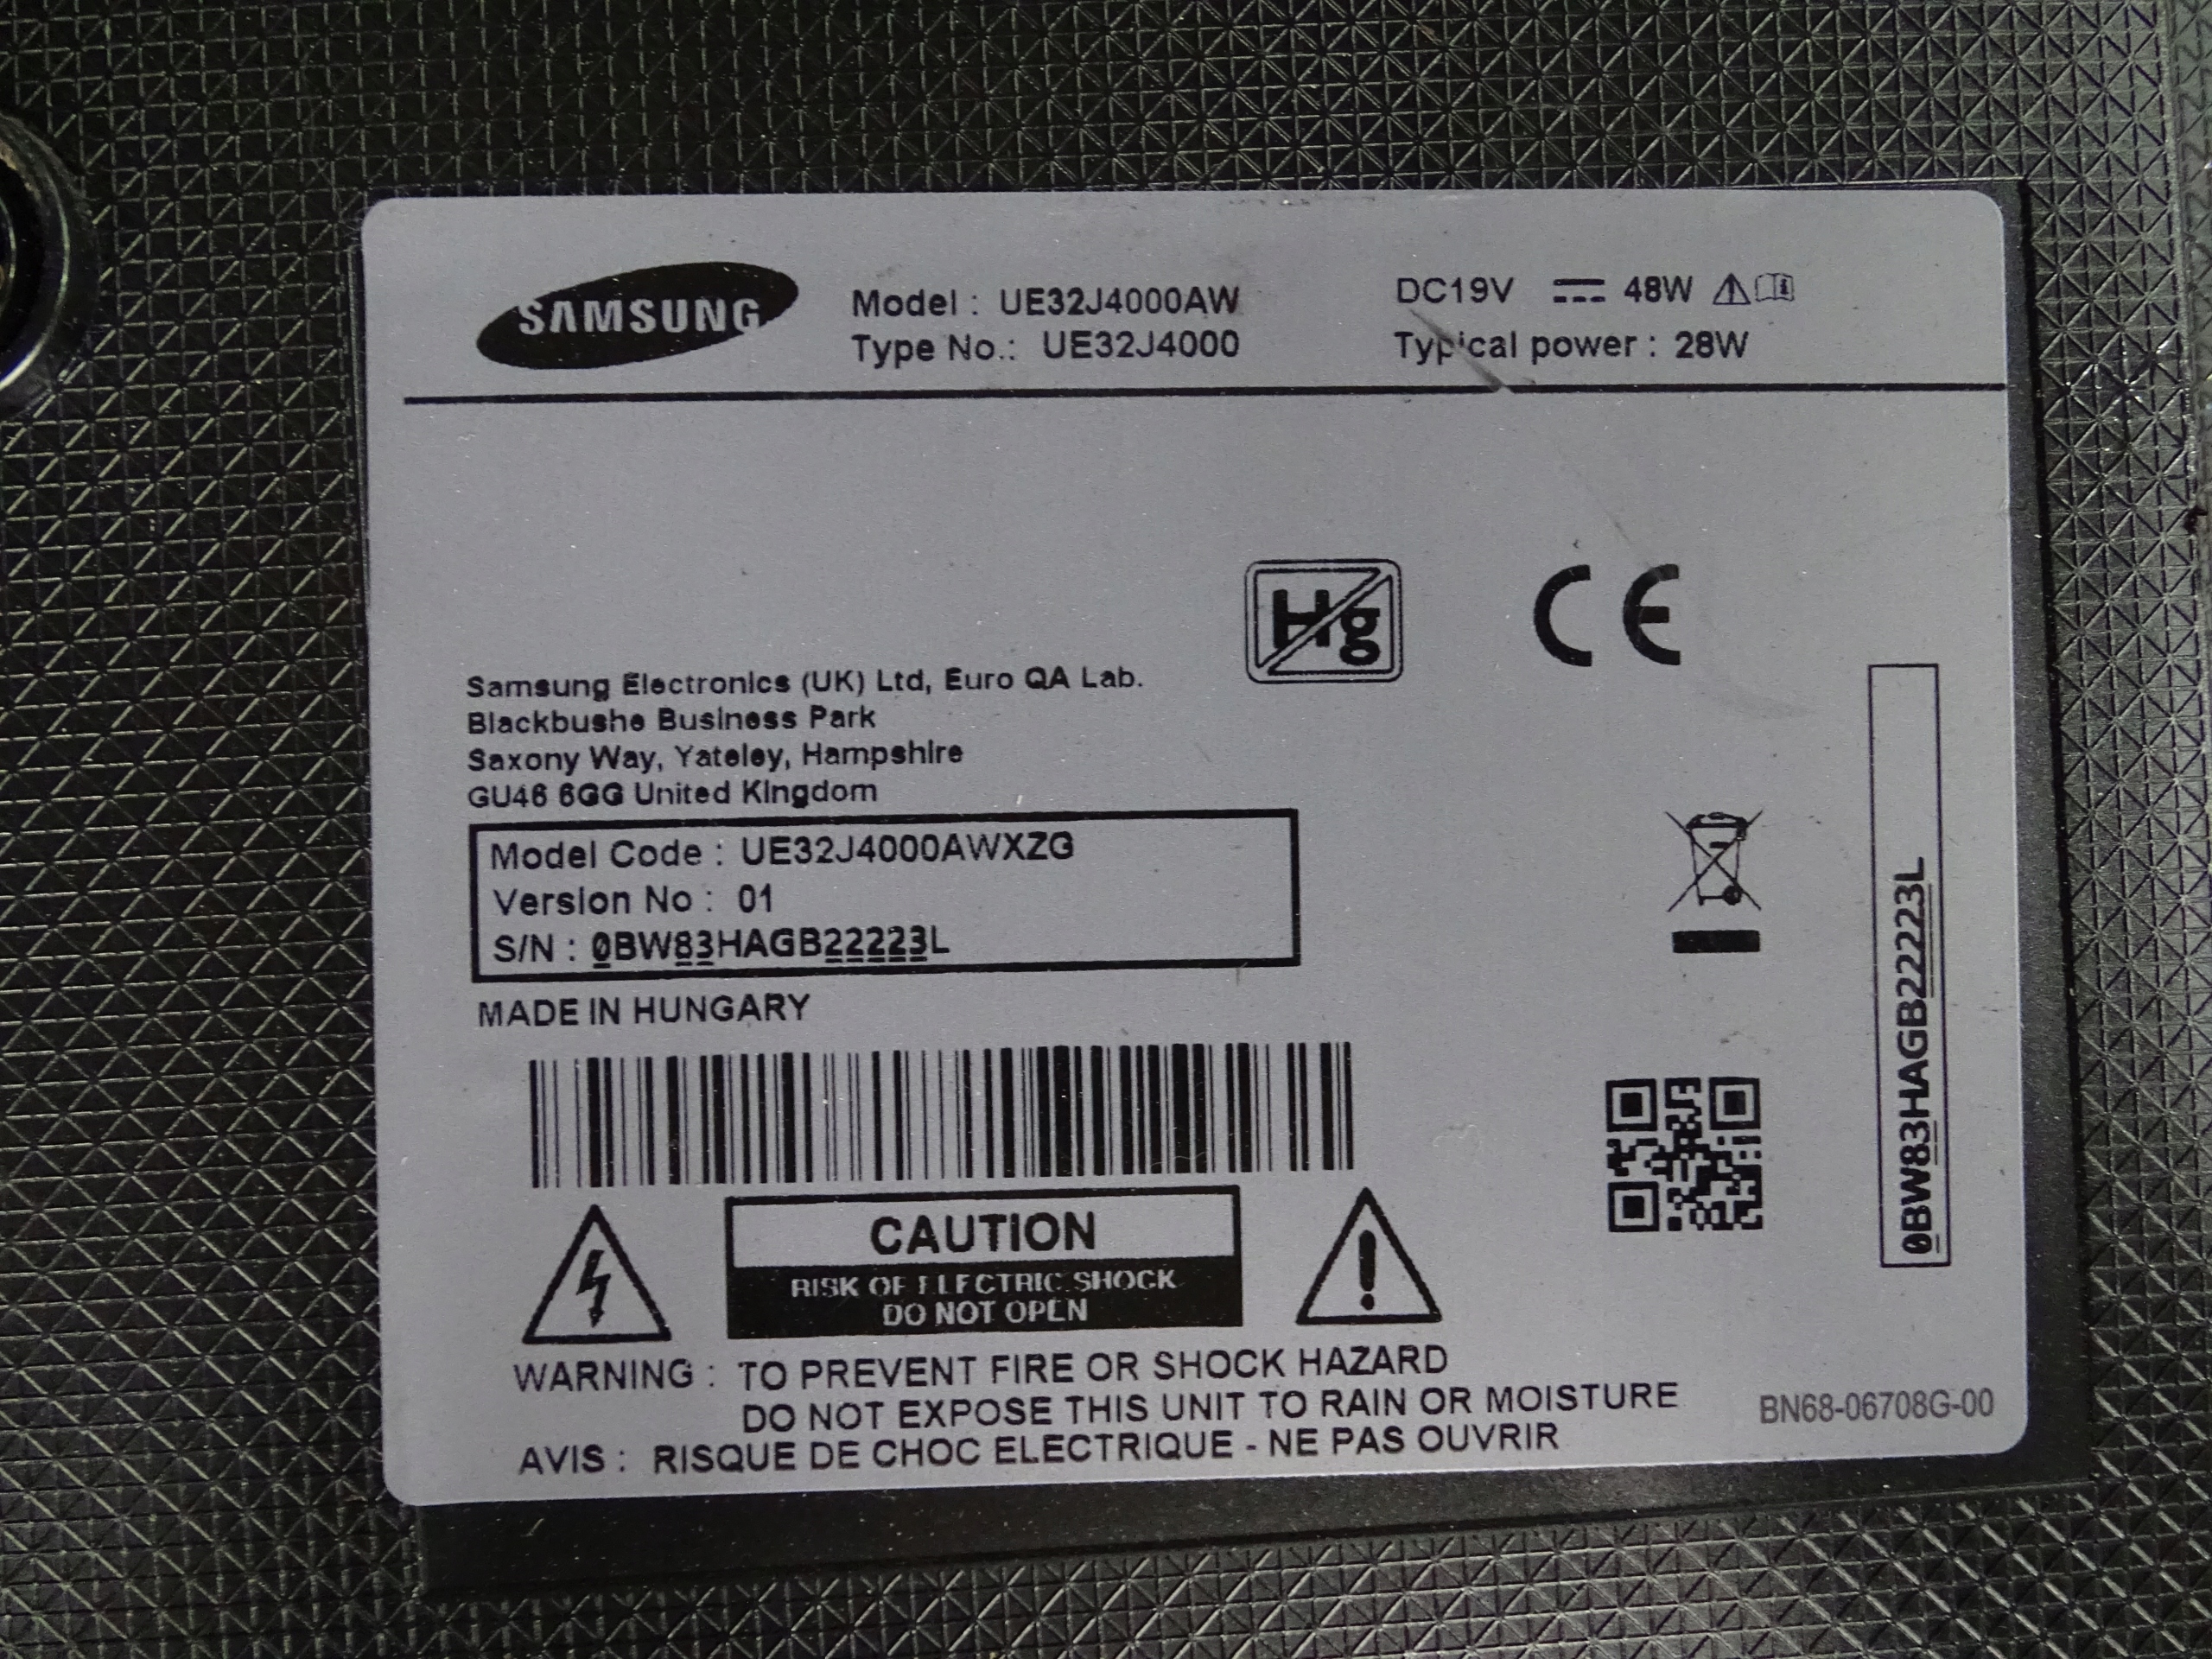 SAMSUNG
Model : UE32J4000AW
Type No.: UE32J4000
DC19V 48W
Typical power : 28W
Hg
CE
Samsung Electronics (UK) Ltd, Euro QA Lab.
Blackbushe Business Park
Saxony Way, Yateley, Hampshire
GU46 6GG United Kingdom
Model Code : UE32J4000AWXZG
Version No : 01
S/N : 0BW83HAGB22223L
MADE IN HUNGARY
0BW83HAGB22223L
CAUTION
RISK OF ELECTRIC SHOCK
DO NOT OPEN
WARNING : TO PREVENT FIRE OR SHOCK HAZARD
DO NOT EXPOSE THIS UNIT TO RAIN OR MOISTURE
AVIS : RISQUE DE CHOC ELECTRIQUE - NE PAS OUVRIR
BN68-06708G-00